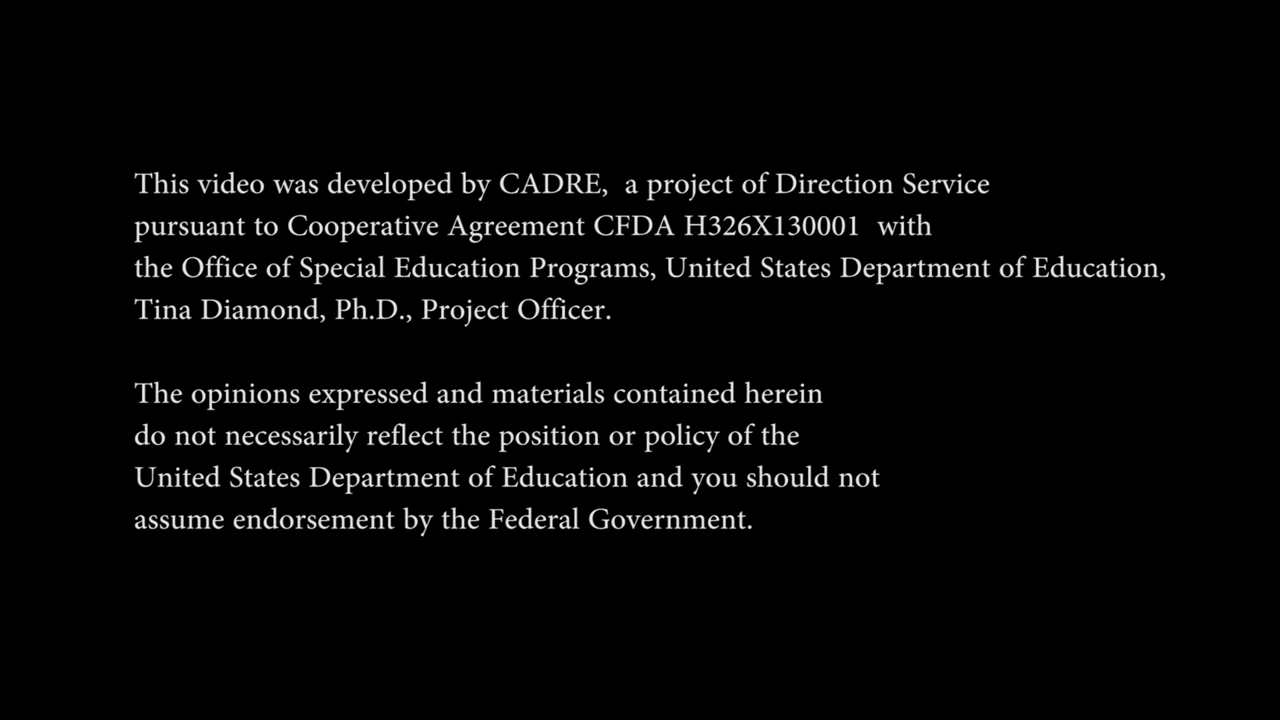 This video was developed by CADRE,  a project of Direction Service
pursuant to Cooperative Agreement CFDA H326X130001  with
the Office of Special Education Programs, United States Department of Education,
Tina Diamond, Ph.D., Project Officer.
The opinions expressed and materials contained herein
do not necessarily reflect the position or policy of the
United States Department of Education and you should not
assume endorsement by the Federal Government.